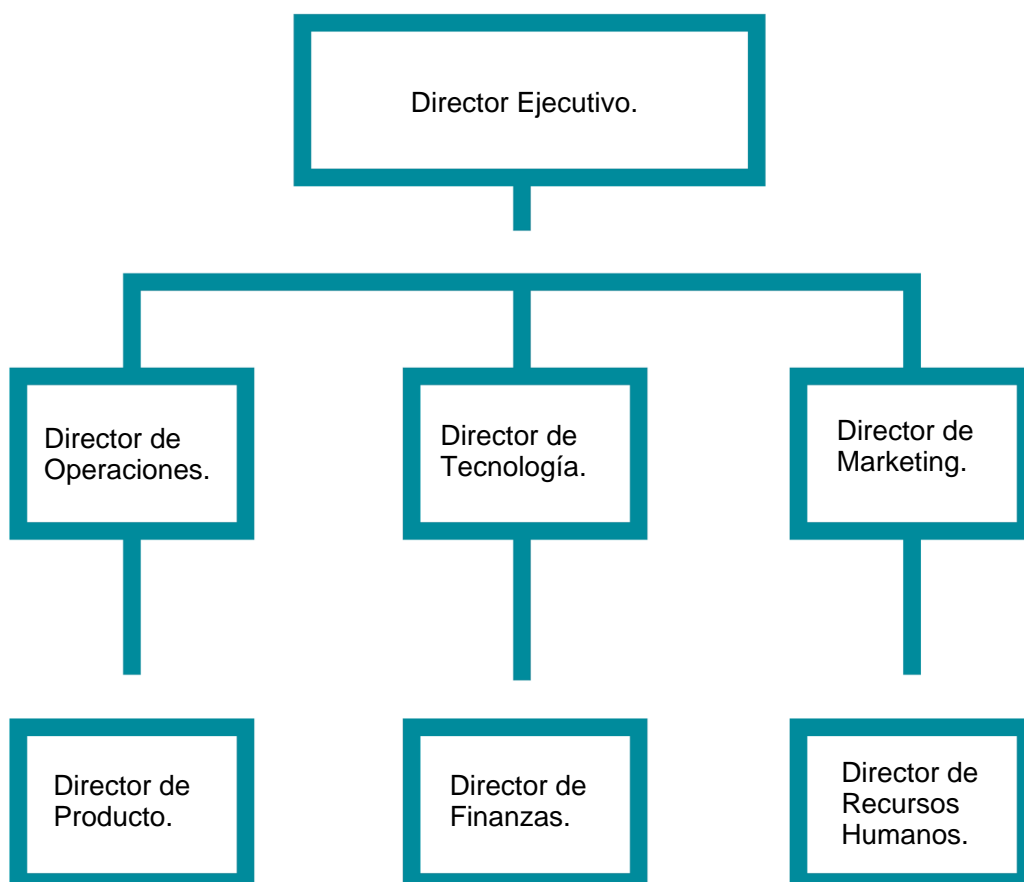 Director Ejecutivo.
Director de
Operaciones.
Director de
Tecnología.
Director de
Marketing.
Director de
Producto.
Director de
Finanzas.
Director de
Recursos
Humanos.